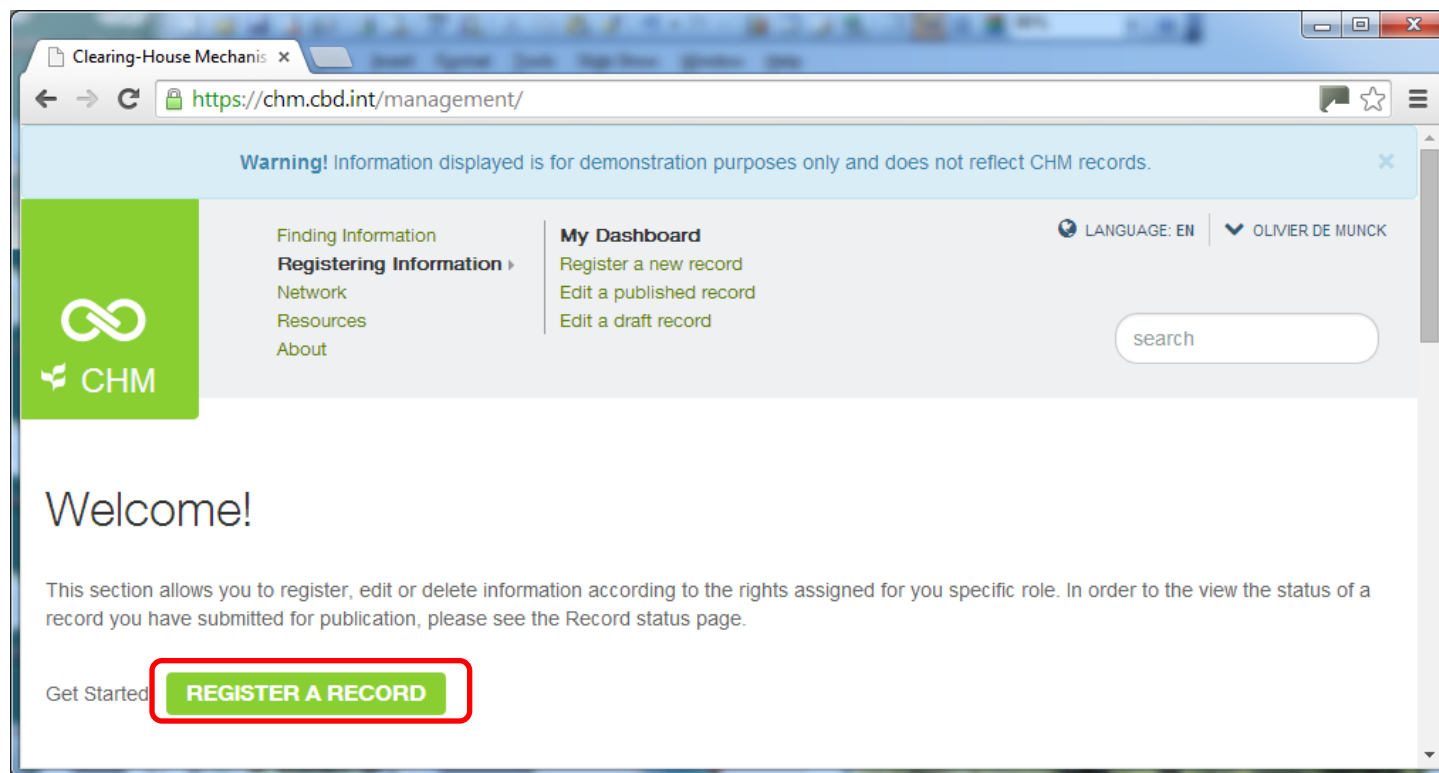 Clearing-House Mechanis
https://chm.cbd.int/management/
Warning! Information displayed is for demonstration purposes only and does not reflect CHM records.
Finding Information
Registering Information
Network
Resources
About
My Dashboard
Register a new record
Edit a published record
Edit a draft record
LANGUAGE: EN
OLIVIER DE MUNCK
search
CHM
Welcome!
This section allows you to register, edit or delete information according to the rights assigned for you specific role. In order to the view the status of a
record you have submitted for publication, please see the Record status page.
Get Started
REGISTER A RECORD